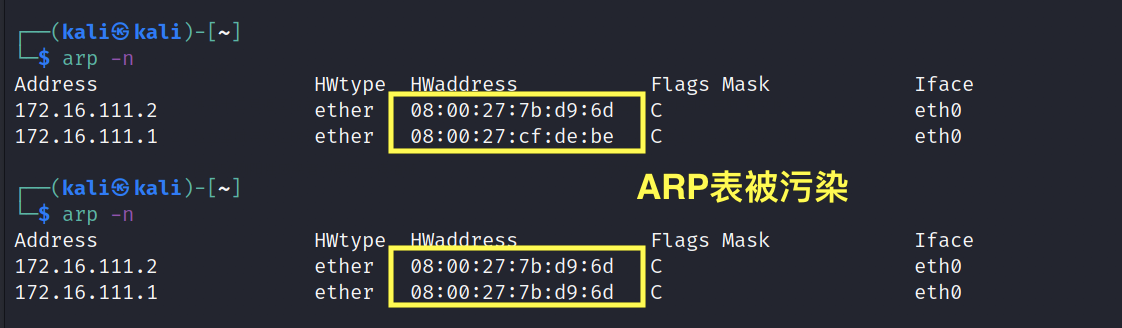 ┌──(kali㉿kali)-[~]
└─$ arp -n
Address HWtype HWaddress Flags Mask Iface
172.16.111.2 ether 08:00:27:7b:d9:6d C eth0
172.16.111.1 ether 08:00:27:cf:de:be C eth0
ARP表被污染
┌──(kali㉿kali)-[~]
└─$ arp -n
Address HWtype HWaddress Flags Mask Iface
172.16.111.2 ether 08:00:27:7b:d9:6d C eth0
172.16.111.1 ether 08:00:27:7b:d9:6d C eth0